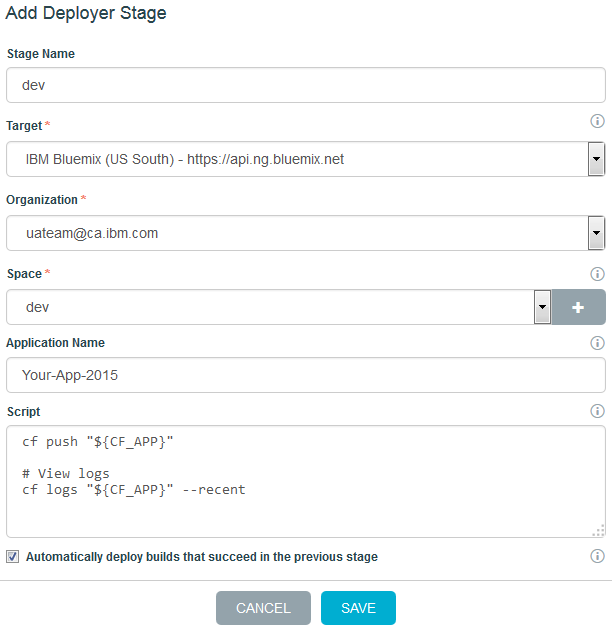 Add Deployer Stage
Stage Name
dev
Target *
IBM Bluemix (US South) - https://api.ng.bluemix.net
Organization *
uateam@ca.ibm.com
Space *
dev
+
Application Name
Your-App-2015
Script
cf push "${CF_APP}"
# View logs
cf logs "${CF_APP}" --recent
Automatically deploy builds that succeed in the previous stage
CANCEL SAVE